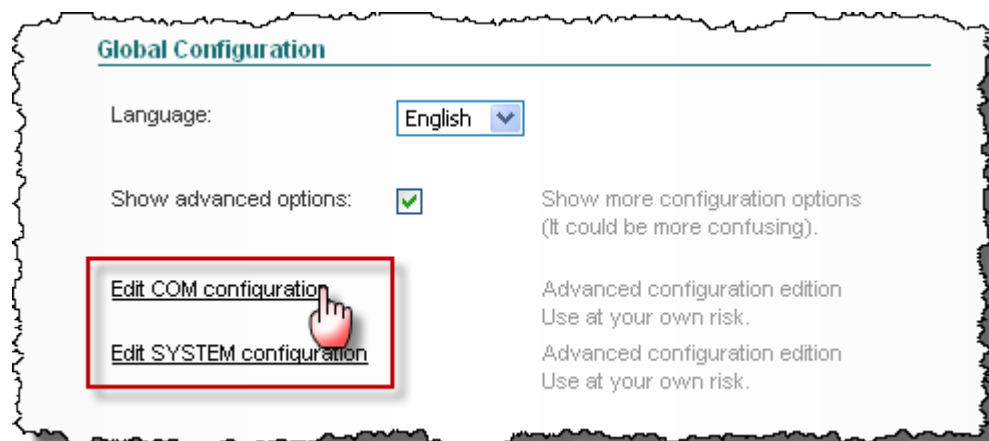 Global Configuration
Language: English
Show advanced options: Show more configuration options
(It could be more confusing).
Edit COM configuration Advanced configuration edition
Use at your own risk.
Edit SYSTEM configuration Advanced configuration edition
Use at your own risk.